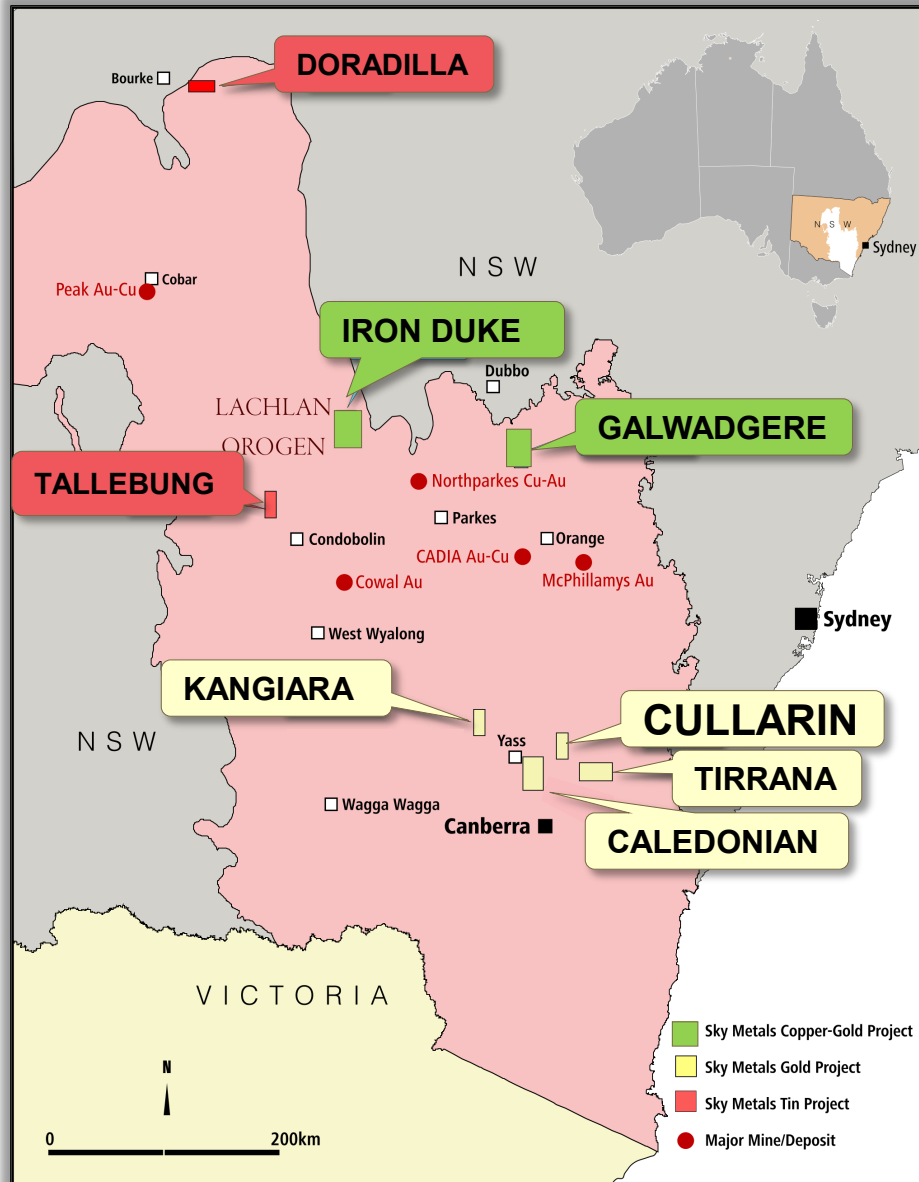 Bourke
DORADILLA
N S W
Sydney
NSW
Cobar
Peak Au-Cu
IRON DUKE
Dubbo
LACHLAN
OROGEN
GALWADGERE
TALLEBUNG
Northparkes Cu-Au
Parkes
Condobolin
Orange
CADIA Au-Cu
McPhillamys Au
Cowal Au
Sydney
West Wyalong
KANGIARA
CULLARIN
NSW
Yass
TIRRANA
Wagga Wagga
Canberra
CALEDONIAN
VICTORIA
Sky Metals Copper-Gold Project
Sky Metals Gold Project
Sky Metals Tin Project
Major Mine/Deposit
N
0 200km